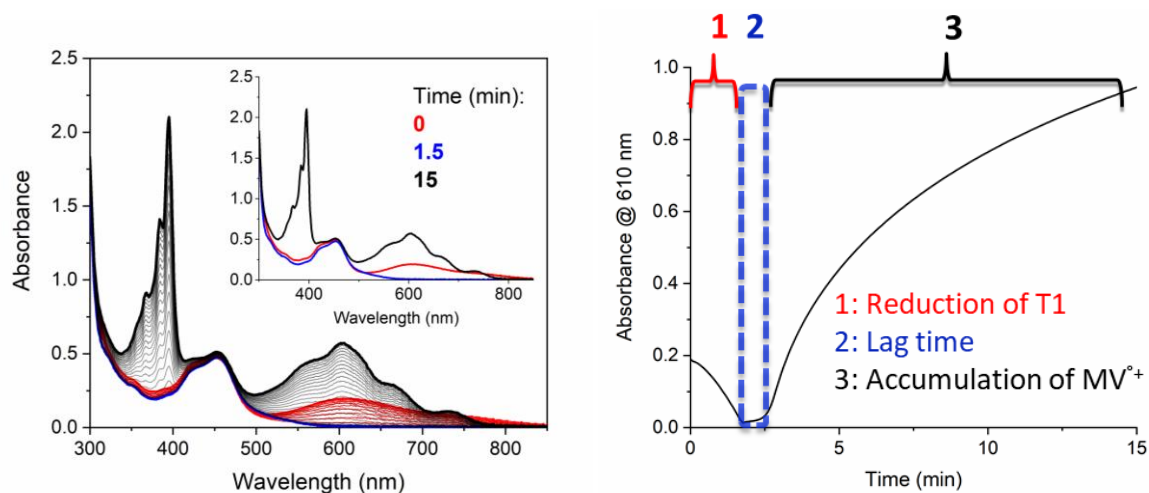 2.5
2.0
1.5
1.0
0.5
0.0
300 400 500 600 700 800
Absorbance
Wavelength (nm)
2.5
2.0
1.5
1.0
0.5
0.0
400 600 800
Absorbance
Wavelength (nm)
Time (min):
0
1.5
15
1 2 3
1.0
0.8
0.6
0.4
0.2
0.0
0 5 10 15
Absorbance @ 610 nm
Time (min)
1: Reduction of T1
2: Lag time
3: Accumulation of MV°+